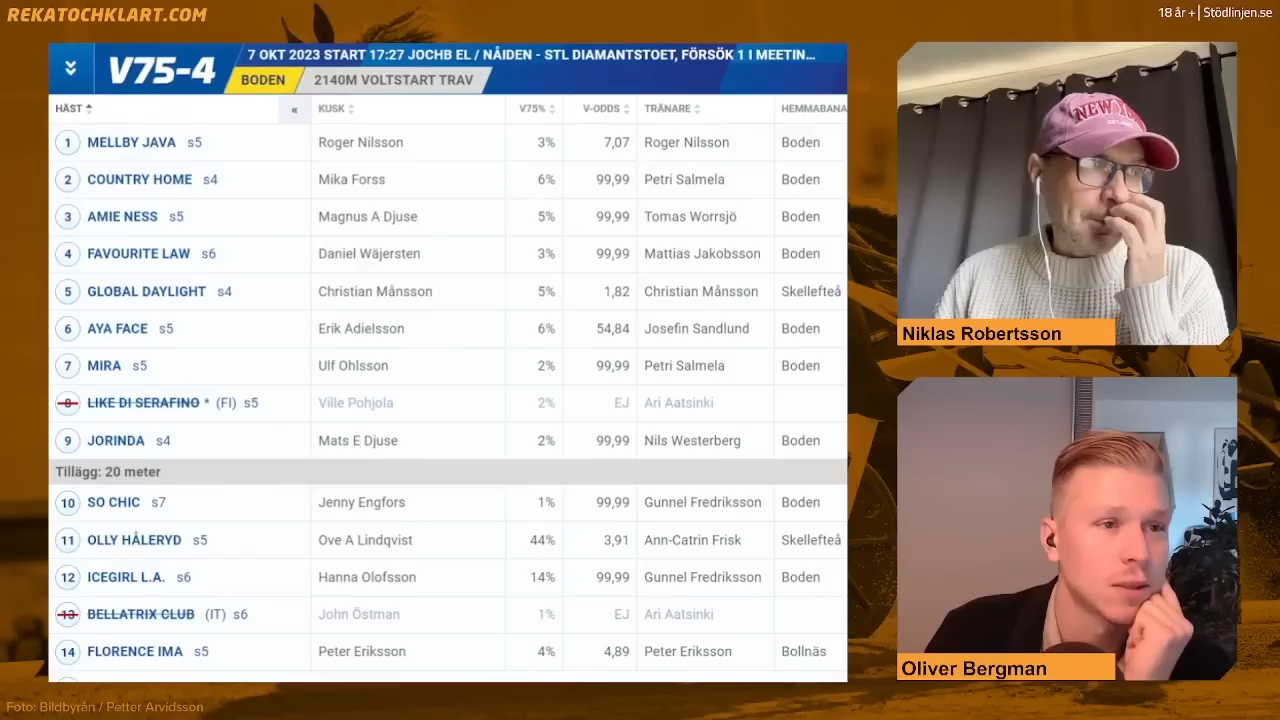 REKATOCHKLART.COM
18 år + | Stödlinjen.se
V75-4
7 OKT 2023 START 17:27 JOCHB EL / NÅIDEN - STL DIAMANTSTOET, FÖRSÖK 1 I MEETIN...
BODEN 2140M VOLTSTART TRAV
HÄST « KUSK V75% V-ODDS TRÄNARE HEMMABANA
1 MELLBY JAVA s5 Roger Nilsson 3% 7,07 Roger Nilsson Boden
2 COUNTRY HOME s4 Mika Forss 6% 99,99 Petri Salmela Boden
3 AMIE NESS s5 Magnus A Djuse 5% 99,99 Tomas Worrsjö Boden
4 FAVOURITE LAW s6 Daniel Wäjersten 3% 99,99 Mattias Jakobsson Boden
5 GLOBAL DAYLIGHT s4 Christian Månsson 5% 1,82 Christian Månsson Skellefteå
6 AYA FACE s5 Erik Adielsson 6% 54,84 Josefin Sandlund Boden
7 MIRA s5 Ulf Ohlsson 2% 99,99 Petri Salmela Boden
8 LIKE DI SERAFINO * (FI) s5 Ville Pohjola 2% EJ Ari Aatsinki
9 JORINDA s4 Mats E Djuse 2% 99,99 Nils Westerberg Boden
Tillägg: 20 meter
10 SO CHIC s7 Jenny Engfors 1% 99,99 Gunnel Fredriksson Boden
11 OLLY HÅLERYD s5 Ove A Lindqvist 44% 3,91 Ann-Catrin Frisk Skellefteå
12 ICEGIRL L.A. s6 Hanna Olofsson 14% 99,99 Gunnel Fredriksson Boden
13 BELLATRIX CLUB (IT) s6 John Östman 1% EJ Ari Aatsinki
14 FLORENCE IMA s5 Peter Eriksson 4% 4,89 Peter Eriksson Bollnäs
NEW YO
Niklas Robertsson
Oliver Bergman
Foto: Bildbyrån / Petter Arvidsson